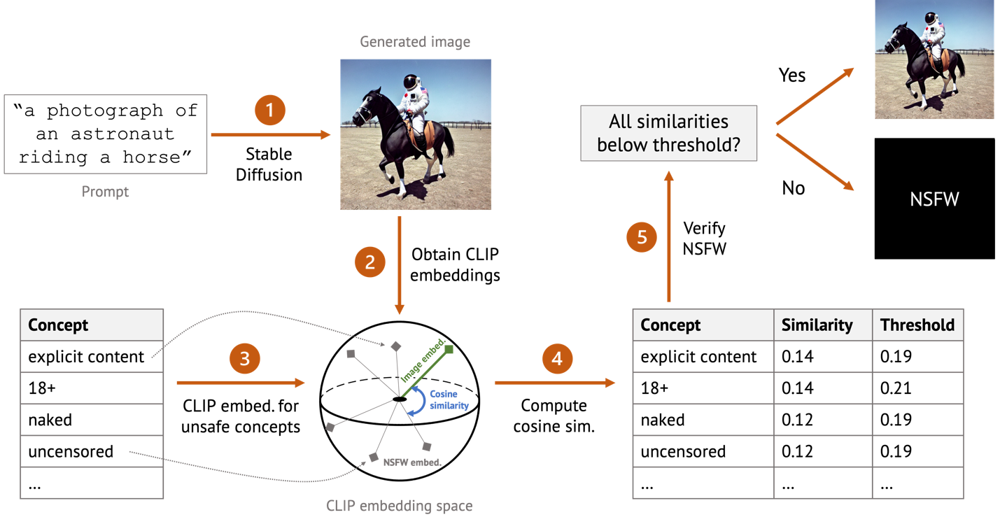 Generated image
"a photograph of
an astronaut
riding a horse"
Prompt
1
Stable
Diffusion
2
Obtain CLIP
embeddings
Concept
explicit content
18+
naked
uncensored
...
3
CLIP embed. for
unsafe concepts
Image embed.
Cosine
similarity
NSFW embed.
CLIP embedding space
4
Compute
cosine sim.
Concept Similarity Threshold
explicit content 0.14 0.19
18+ 0.14 0.21
naked 0.12 0.19
uncensored 0.12 0.19
... ... ...
5
Verify
NSFW
All similarities
below threshold?
Yes
No
NSFW